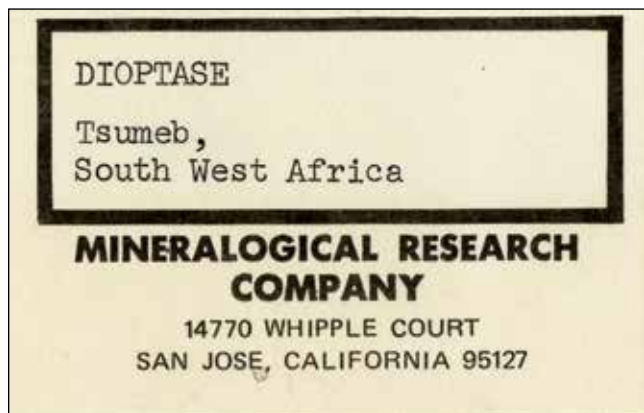 DIOPTASE
Tsumeb,
South West Africa
MINERALOGICAL RESEARCH
COMPANY
14770 WHIPPLE COURT
SAN JOSE, CALIFORNIA 95127